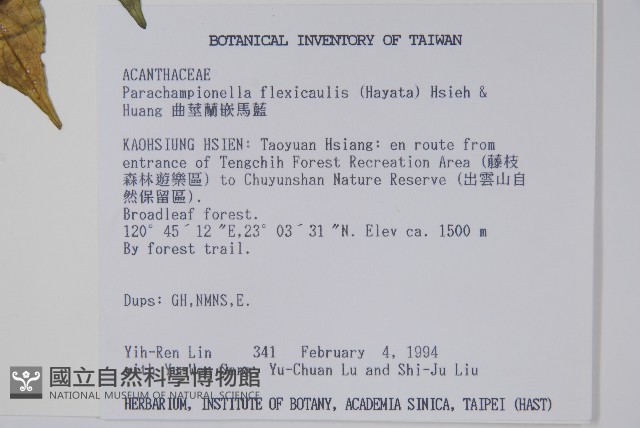 BOTANICAL INVENTORY OF TAIWAN
ACANTHACEAE
Parachampionella flexicaulis (Hayata) Hsieh &
Huang 曲莖蘭嵌馬藍
KAOHSIUNG HSIEN: Taoyuan Hsiang: en route from
entrance of Tengchih Forest Recreation Area (藤枝
森林遊樂區) to Chuyunshan Nature Reserve (出雲山自
然保留區).
Broadleaf forest.
120° 45´12 ″E,23° 03´31 ″N. Elev ca. 1500 m
By forest trail.
Dups: GH,NMNS,E.
Yih-Ren Lin 341 February 4, 1994
with Yu-Chuan Lu and Shi-Ju Liu
國立自然科學博物館
NATIONAL MUSEUM OF NATURAL SCIENCE
HERBARIUM, INSTITUTE OF BOTANY, ACADEMIA SINICA, TAIPEI (HAST)